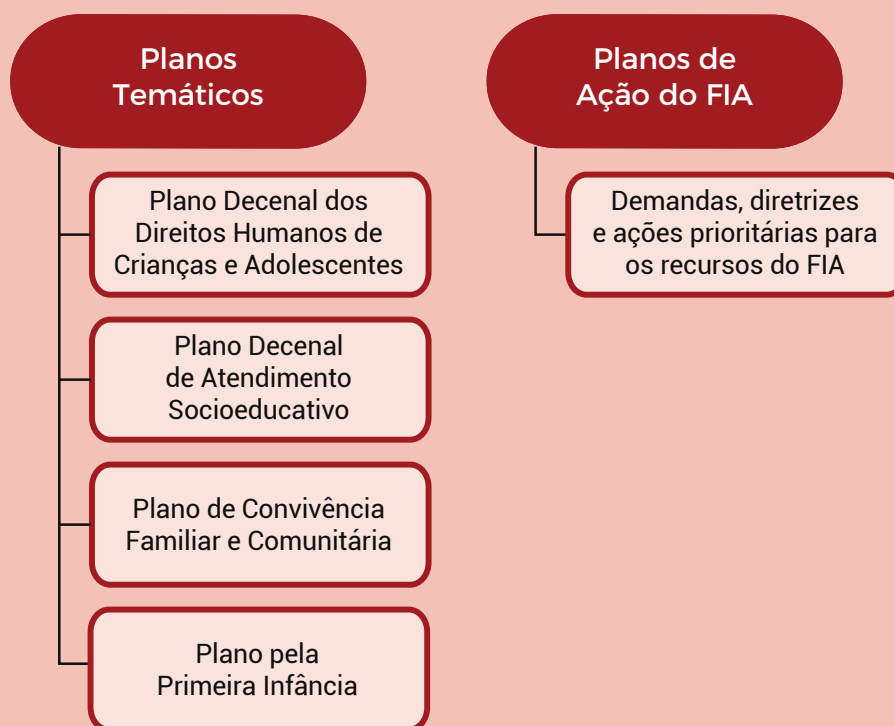 Planos
Temáticos
Plano Decenal dos
Direitos Humanos de
Crianças e Adolescentes
Plano Decenal
de Atendimento
Socioeducativo
Plano de Convivência
Familiar e Comunitária
Plano pela
Primeira Infância
Planos de
Ação do FIA
Demandas, diretrizes
e ações prioritárias para
os recursos do FIA